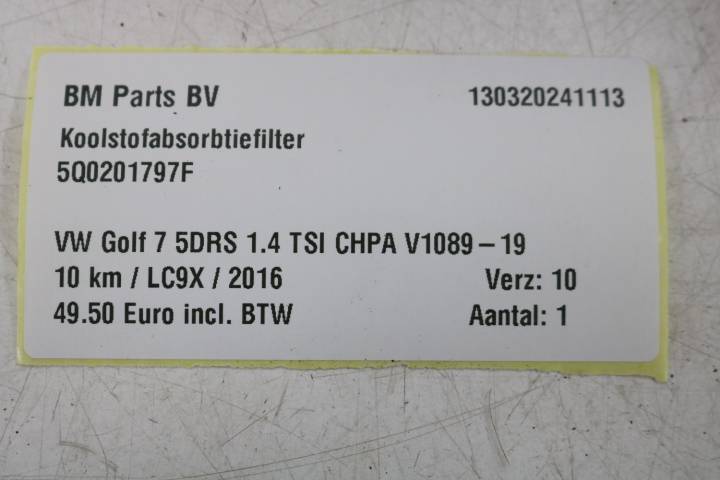 BM Parts BV 130320241113
Koolstofabsorbtiefilter
5Q0201797F
VW Golf 7 5DRS 1.4 TSI CHPA V1089-19
10 km / LC9X / 2016 Verz: 10
49.50 Euro incl. BTW Aantal: 1